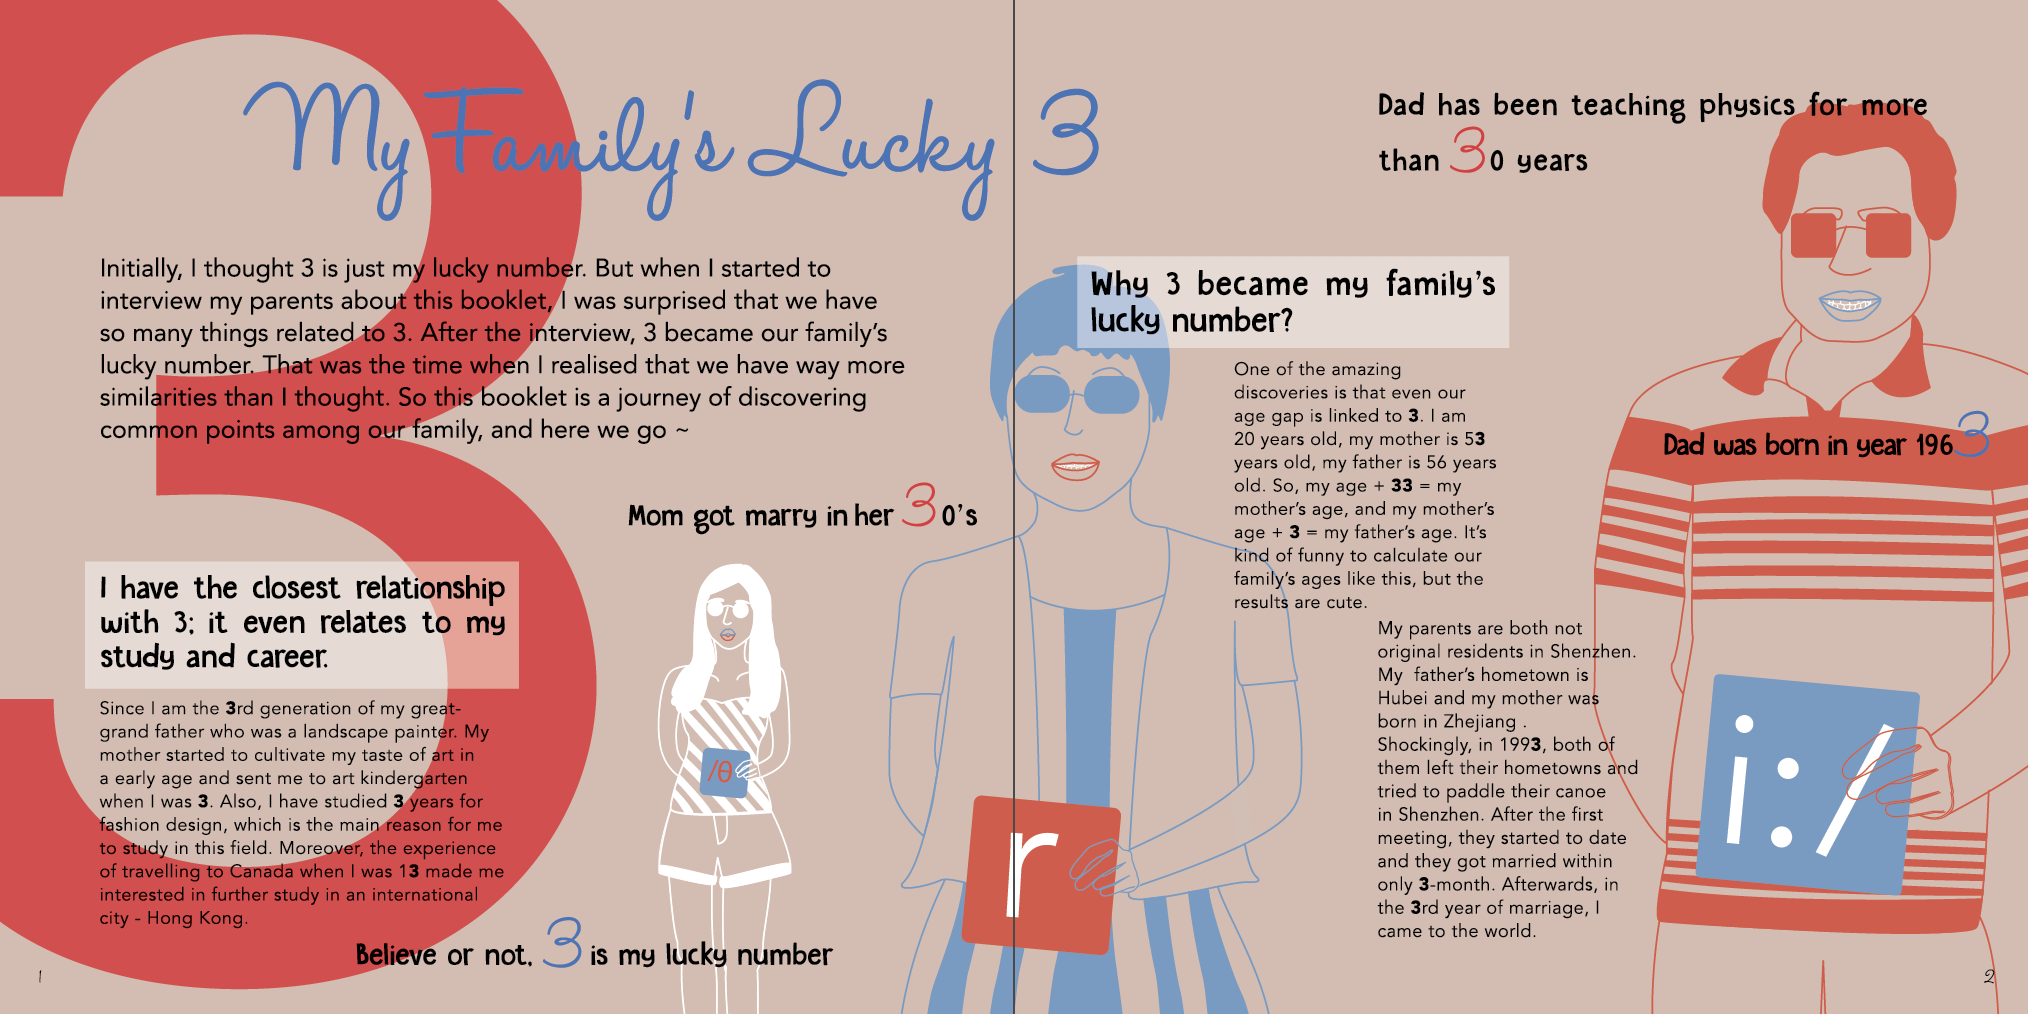 My Family's Lucky 3
Initially, I thought 3 is just my lucky number. But when I started to
interview my parents about this booklet, I was surprised that we have
so many things related to 3. After the interview, 3 became our family's
lucky number. That was the time when I realised that we have way more
similarities than I thought. So this booklet is a journey of discovering
common points among our family, and here we go ~
Mom got marry in her 30's
I have the closest relationship
with 3; it even relates to my
study and career.
Since I am the 3rd generation of my great-
grand father who was a landscape painter. My
mother started to cultivate my taste of art in
a early age and sent me to art kindergarten
when I was 3. Also, I have studied 3 years for
fashion design, which is the main reason for me
to study in this field. Moreover, the experience
of travelling to Canada when I was 13 made me
interested in further study in an international
city - Hong Kong.
/θ
Believe or not, 3 is my lucky number
1
Dad has been teaching physics for more
than 30 years
Why 3 became my family's
lucky number?
One of the amazing
discoveries is that even our
age gap is linked to 3. I am
20 years old, my mother is 53
years old, my father is 56 years
old. So, my age + 33 = my
mother's age, and my mother's
age + 3 = my father's age. It's
kind of funny to calculate our
family's ages like this, but the
results are cute.
Dad was born in year 1963
My parents are both not
original residents in Shenzhen.
My  father's hometown is
Hubei and my mother was
born in Zhejiang .
Shockingly, in 1993, both of
them left their hometowns and
tried to paddle their canoe
in Shenzhen. After the first
meeting, they started to date
and they got married within
only 3-month. Afterwards, in
the 3rd year of marriage, I
came to the world.
r
i:/
2